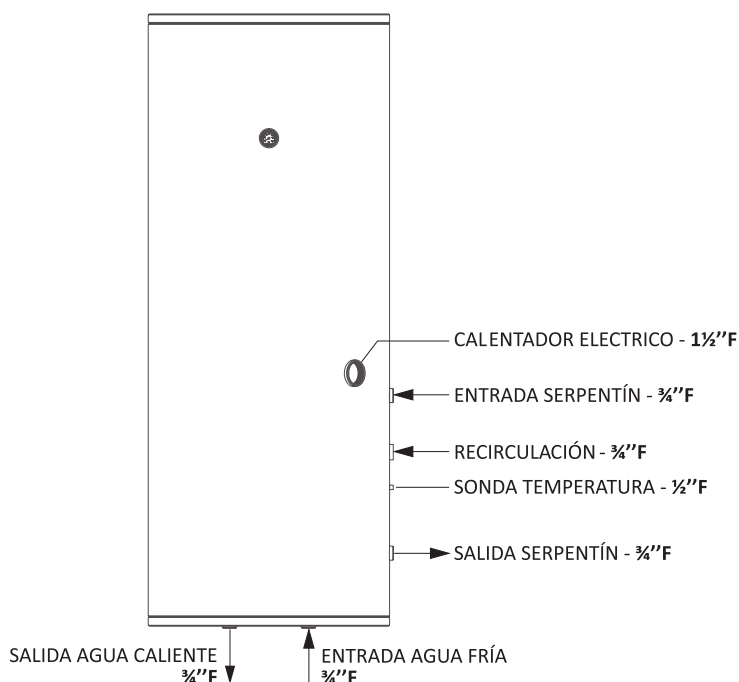 CALENTADOR ELECTRICO - 1½’’F
ENTRADA SERPENTÍN - ¾’’F
RECIRCULACIÓN - ¾’’F
SONDA TEMPERATURA - ½’’F
SALIDA SERPENTÍN - ¾’’F
SALIDA AGUA CALIENTE
¾’’F
ENTRADA AGUA FRÍA
¾’’F